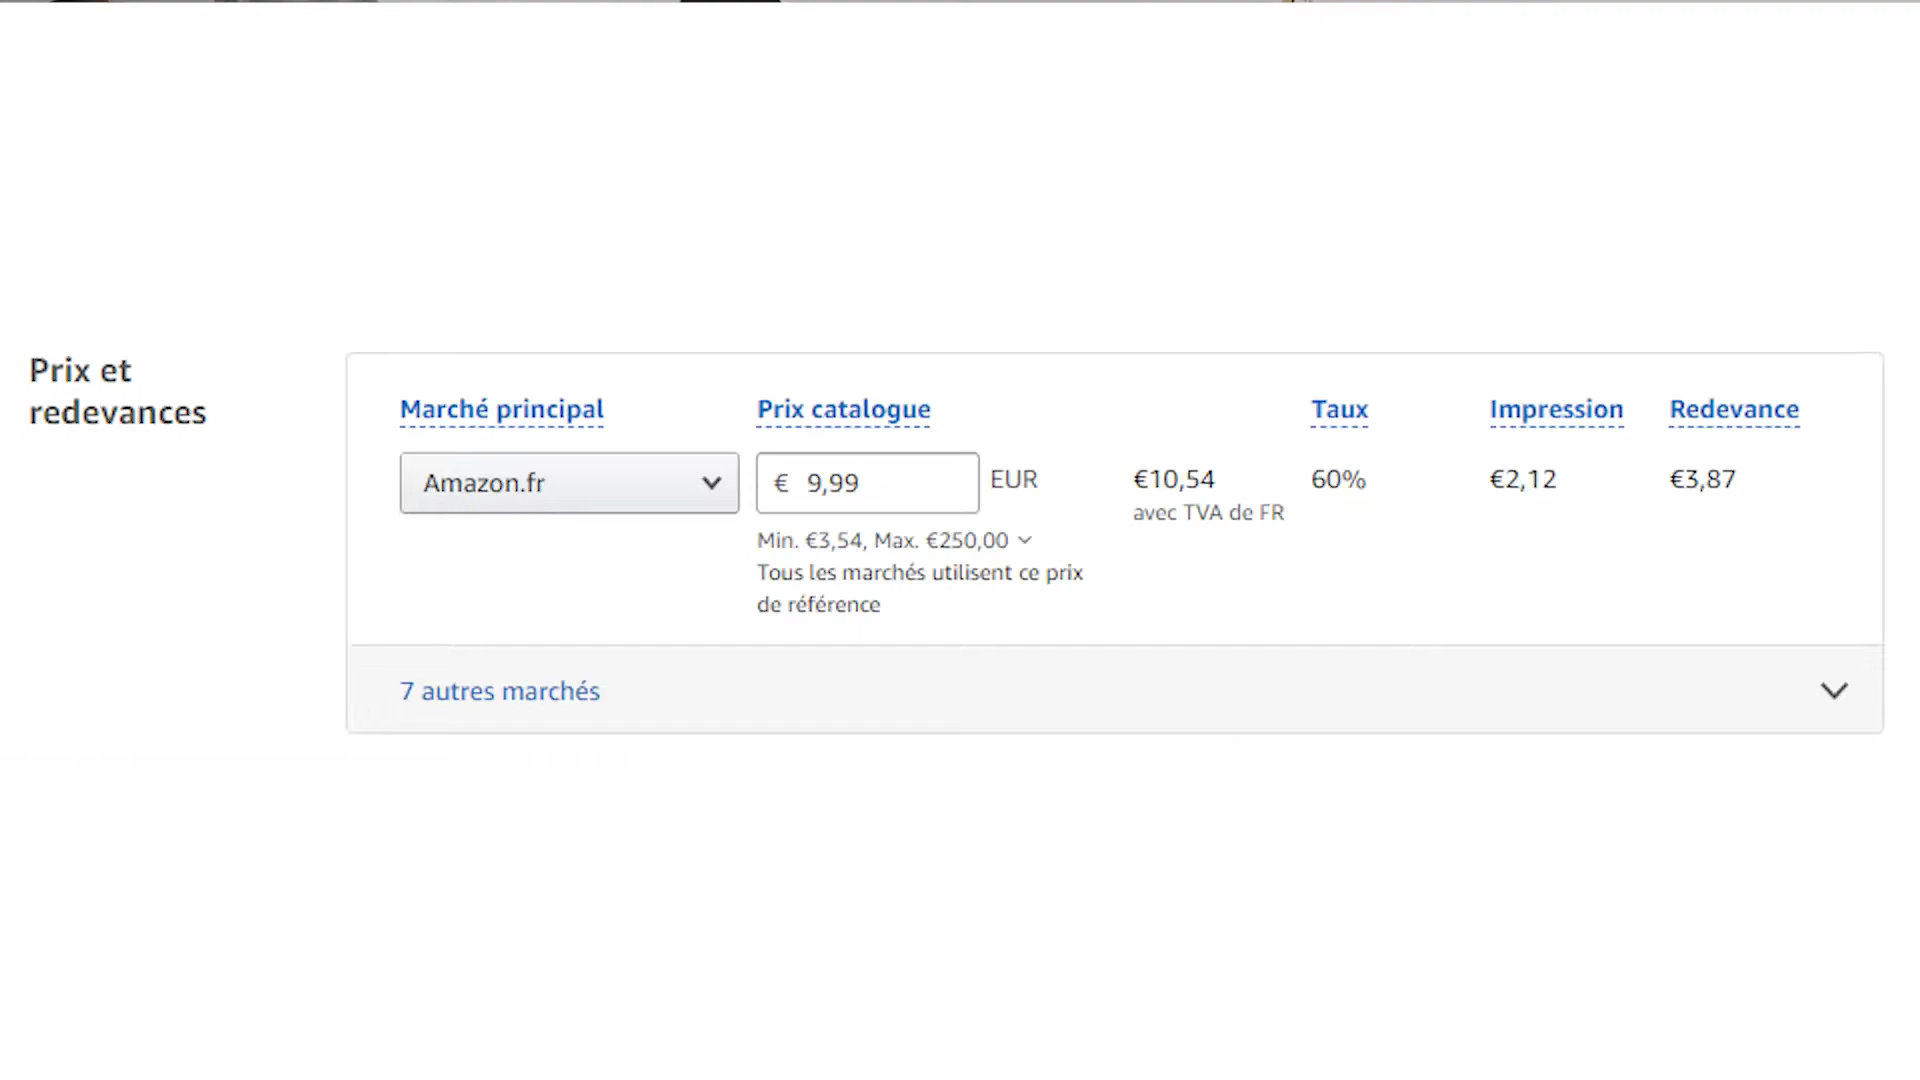 Prix et
redevances
Marché principal
Prix catalogue
Taux
Impression
Redevance
Amazon.fr
€ 9,99
EUR
€10,54
60%
€2,12
€3,87
avec TVA de FR
Min. €3,54, Max. €250,00
Tous les marchés utilisent ce prix
de référence
7 autres marchés